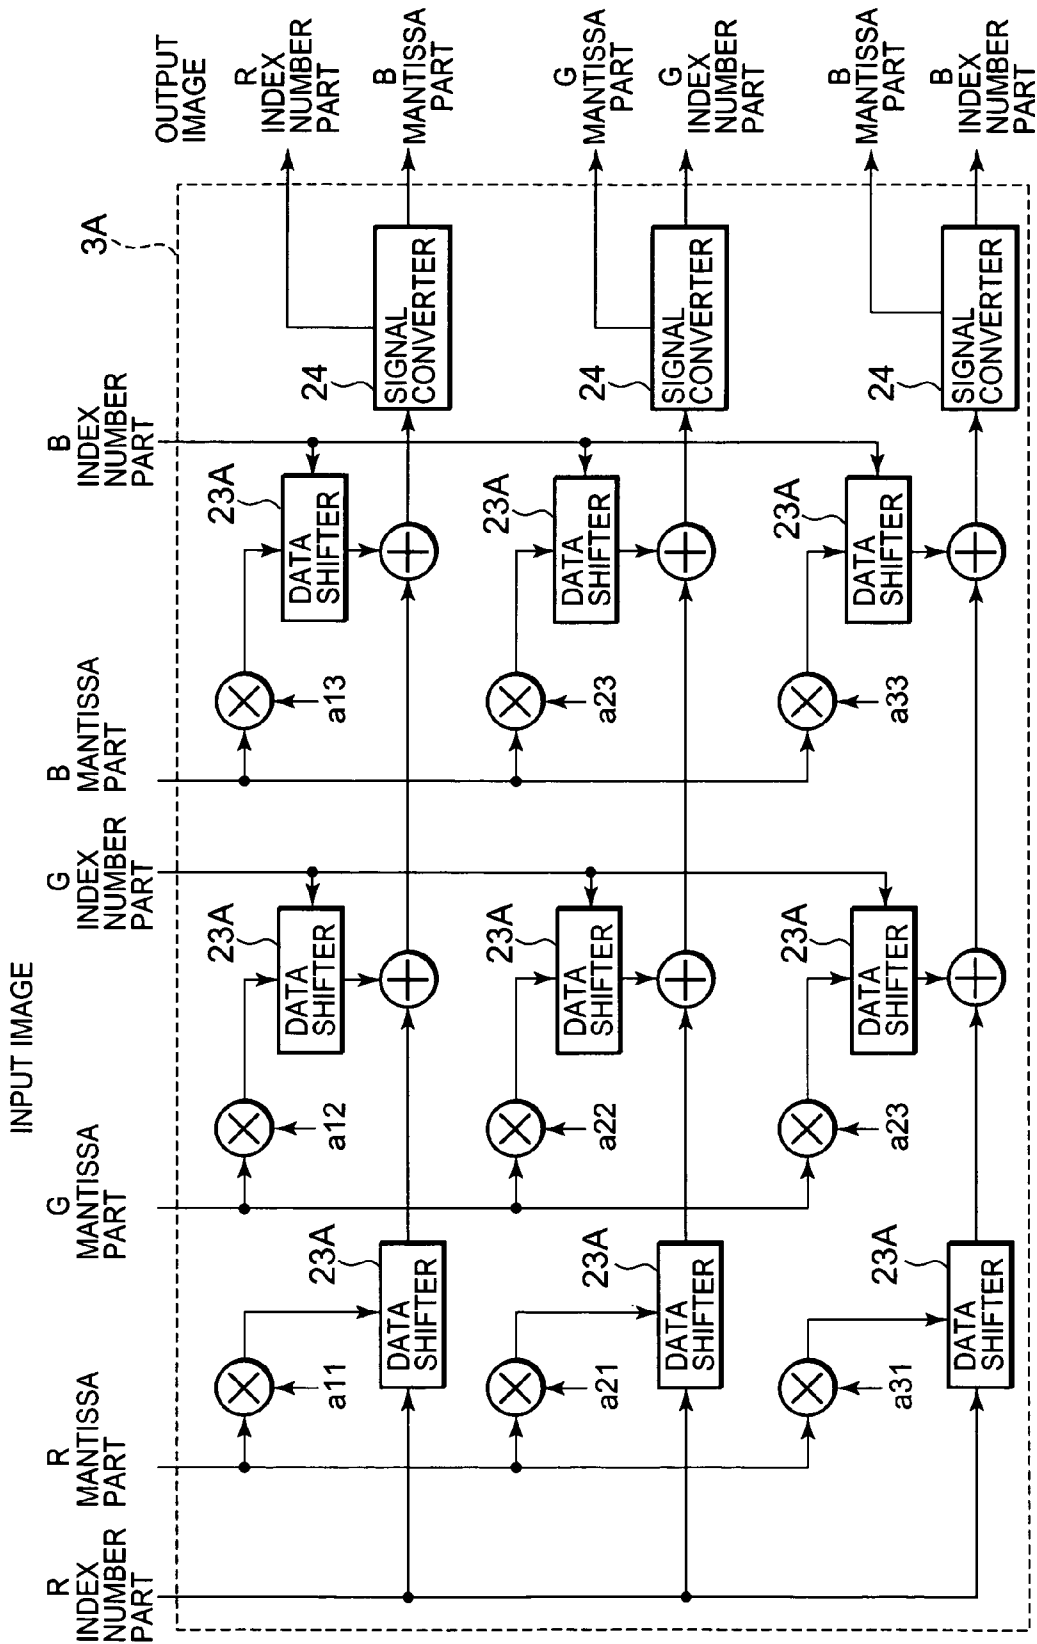 INPUT IMAGE
R
INDEX
NUMBER
PART
R
MANTISSA
PART
G
MANTISSA
PART
G
INDEX
NUMBER
PART
B
MANTISSA
PART
B
INDEX
NUMBER
PART
3A
OUTPUT
IMAGE
a11
23A
DATA
SHIFTER
a12
23A
DATA
SHIFTER
a13
23A
DATA
SHIFTER
24
SIGNAL
CONVERTER
R
INDEX
NUMBER
PART
B
MANTISSA
PART
a21
23A
DATA
SHIFTER
a22
23A
DATA
SHIFTER
a23
23A
DATA
SHIFTER
24
SIGNAL
CONVERTER
G
MANTISSA
PART
G
INDEX
NUMBER
PART
a31
23A
DATA
SHIFTER
a23
23A
DATA
SHIFTER
a33
23A
DATA
SHIFTER
24
SIGNAL
CONVERTER
B
MANTISSA
PART
B
INDEX
NUMBER
PART